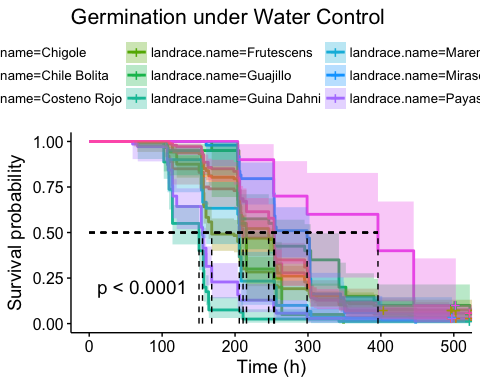 Germination under Water Control
name=Chigole landrace.name=Frutescens landrace.name=Marer
name=Chile Bolita landrace.name=Guajillo landrace.name=Miraso
name=Costeno Rojo landrace.name=Guina Dahni landrace.name=Payas
1.00
0.75
0.50
0.25
0.00
Survival probability
p < 0.0001
0 100 200 300 400 500
Time (h)